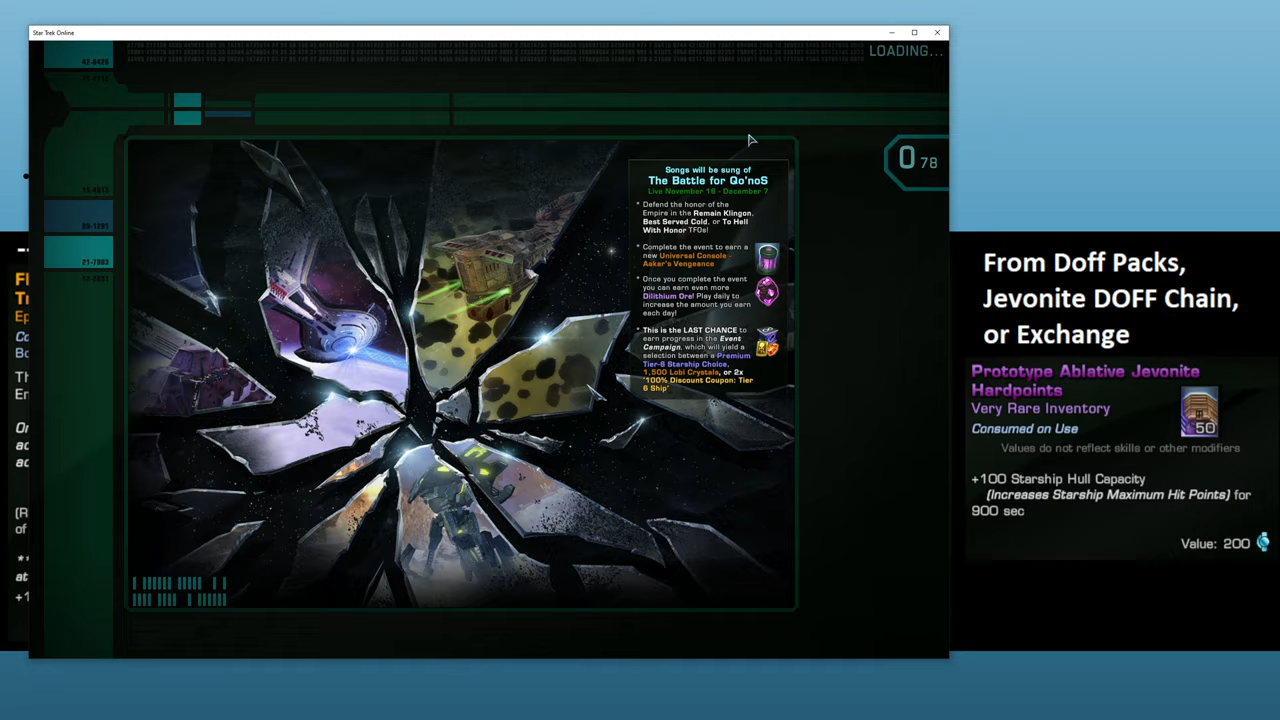 Star Trek Online
LOADING...
42-6429
15-4813
0 78
Songs will be sung of
The Battle for Qo'noS
Live November 16 - December 7
* Defend the honor of the
Empire in the Remain Klingon,
Best Served Cold, or To Hell
With Honor TFOs!
* Complete the event to earn a
new Universal Console -
Aakar's Vengeance
* Once you complete the event
you can earn even more
Dilithium Ore! Play daily to
increase the amount you earn
each day!
* This is the LAST CHANCE to
earn progress in the Event
Campaign, which will yield a
selection between a Premium
Tier-6 Starship Choice,
1,500 Lobi Crystals, or 2x
"100% Discount Coupon: Tier
6 Ship"
From Doff Packs,
Jevonite DOFF Chain,
or Exchange
Prototype Ablative Jevonite
Hardpoints
Very Rare Inventory
Consumed on Use
50
Values do not reflect skills or other modifiers
+100 Starship Hull Capacity
(Increases Starship Maximum Hit Points) for
900 sec
Value: 200